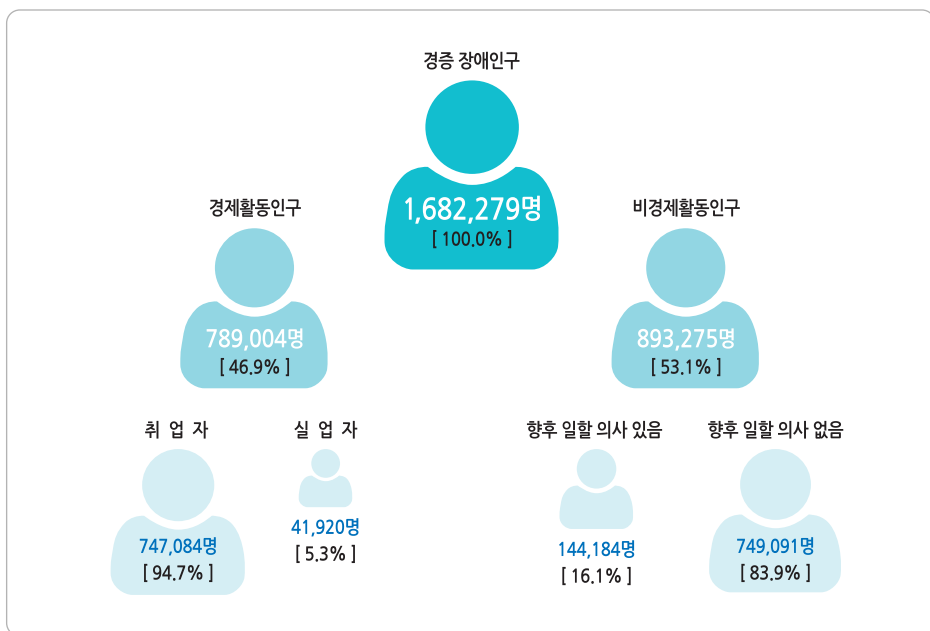 경증 장애인구
1,682,279명
[ 100.0% ]
경제활동인구
789,004명
[ 46.9% ]
비경제활동인구
893,275명
[ 53.1% ]
취 업 자
747,084명
[ 94.7% ]
실 업 자
41,920명
[ 5.3% ]
향후 일할 의사 있음
144,184명
[ 16.1% ]
향후 일할 의사 없음
749,091명
[ 83.9% ]